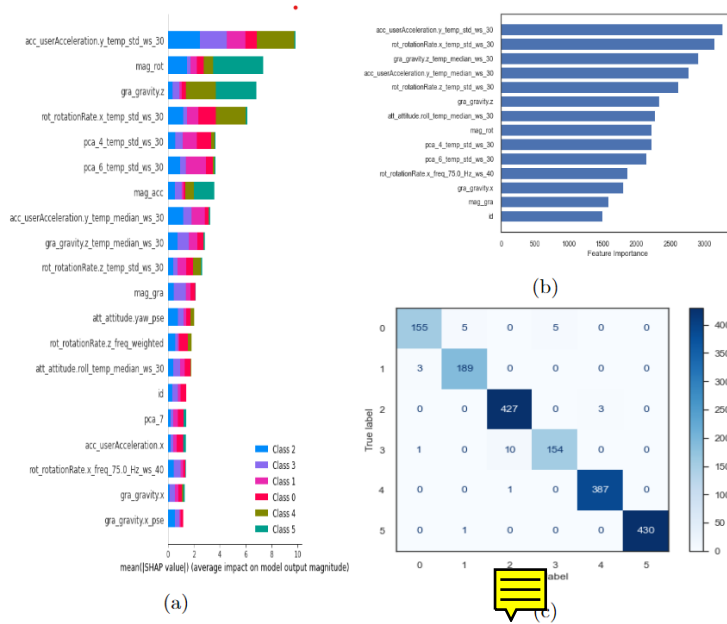 acc_userAcceleration.y_temp_std_ws_30
mag_rot
gra_gravity.z
rot_rotationRate.x_temp_std_ws_30
pca_4_temp_std_ws_30
pca_6_temp_std_ws_30
mag_acc
acc_userAcceleration.y_temp_median_ws_30
gra_gravity.z_temp_median_ws_30
rot_rotationRate.z_temp_std_ws_30
mag_gra
att_attitude.yaw_pse
rot_rotationRate.z_freq_weighted
att_attitude.roll_temp_median_ws_30
id
pca_7
acc_userAcceleration.x
rot_rotationRate.x_freq_75.0_Hz_ws_40
gra_gravity.x
gra_gravity.x_pse
Class 2
Class 3
Class 1
Class 0
Class 4
Class 5
0 2 4 6 8 10
mean(|SHAP value|) (average impact on model output magnitude)
(a)
acc_userAcceleration.y_temp_std_ws_30
rot_rotationRate.x_temp_std_ws_30
gra_gravity.z_temp_median_ws_30
acc_userAcceleration.y_temp_median_ws_30
rot_rotationRate.z_temp_std_ws_30
gra_gravity.z
att_attitude.roll_temp_median_ws_30
mag_rot
pca_4_temp_std_ws_30
pca_6_temp_std_ws_30
rot_rotationRate.x_freq_75.0_Hz_ws_40
gra_gravity.x
mag_gra
id
0 500 1000 1500 2000 2500 3000
Feature Importance
(b)
True label
0 155 5 0 5 0 0
1 3 189 0 0 0 0
2 0 0 427 0 3 0
3 1 0 10 154 0 0
4 0 0 1 0 387 0
5 0 1 0 0 0 430
0 1 2 3 4 5
label
400
350
300
250
200
150
100
50
0
(c)